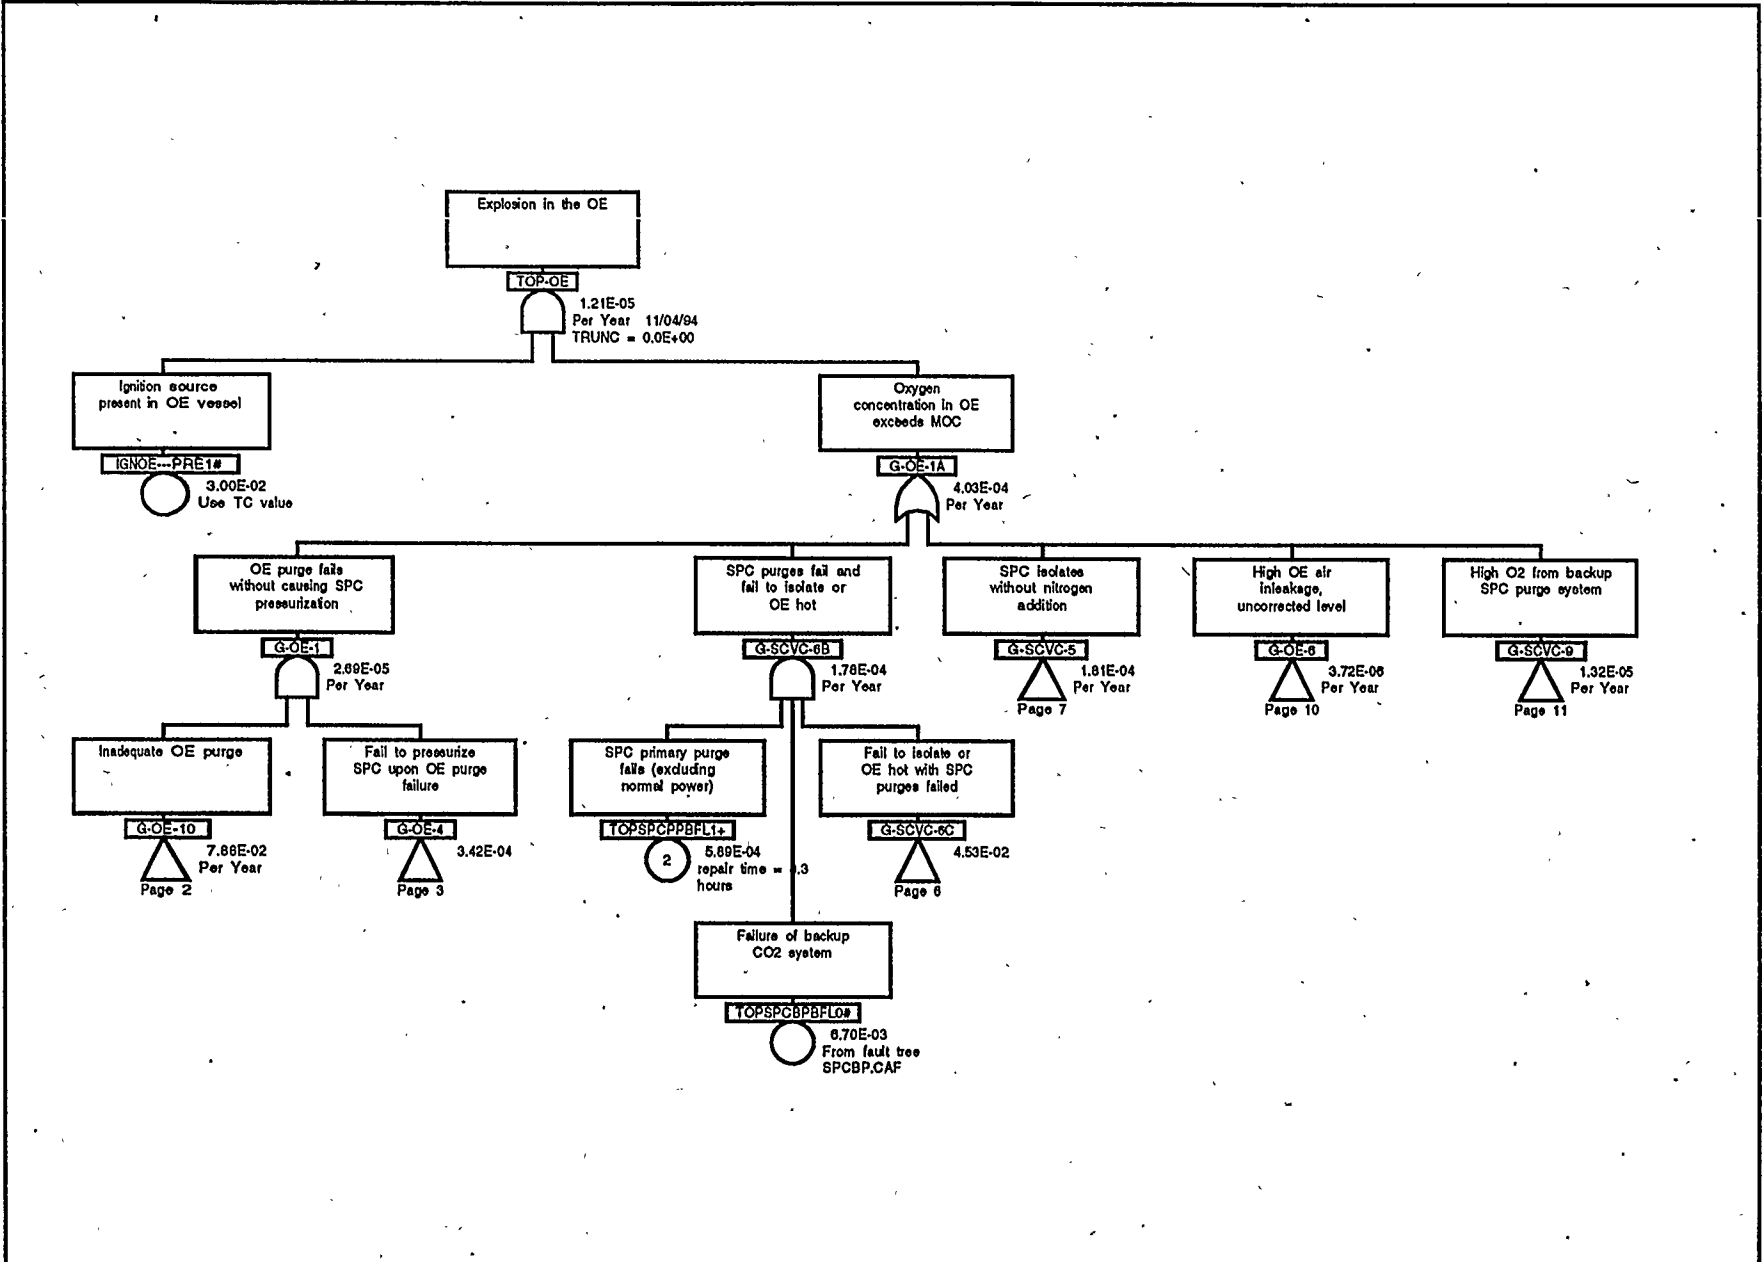 Explosion in the OE
TOP-OE
1.21E-05
Per Year 11/04/94
TRUNC = 0.0E+00
Ignition source
present in OE vessel
IGNOE---PRE1#
3.00E-02
Use TC value
Oxygen
concentration in OE
exceeds MOC
G-OE-1A
4.03E-04
Per Year
OE purge fails
without causing SPC
pressurization
G-OE-1
2.69E-05
Per Year
SPC purges fail and
fail to isolate or
OE hot
G-SCVC-6B
1.78E-04
Per Year
SPC isolates
without nitrogen
addition
G-SCVC-5
1.81E-04
Per Year
Page 7
High OE air
inleakage,
uncorrected level
G-OE-6
3.72E-06
Per Year
Page 10
High O2 from backup
SPC purge system
G-SCVC-9
1.32E-05
Per Year
Page 11
Inadequate OE purge
G-OE-10
7.88E-02
Per Year
Page 2
Fail to pressurize
SPC upon OE purge
failure
G-OE-4
3.42E-04
Page 3
SPC primary purge
fails (excluding
normal power)
TOPSPCPPBFL1+
2
5.89E-04
repair time = .3
hours
Fail to isolate or
OE hot with SPC
purges failed
G-SCVC-6C
4.53E-02
Page 6
Failure of backup
CO2 system
TOPSPCBPBFL0#
6.70E-03
From fault tree
SPCBP.CAF